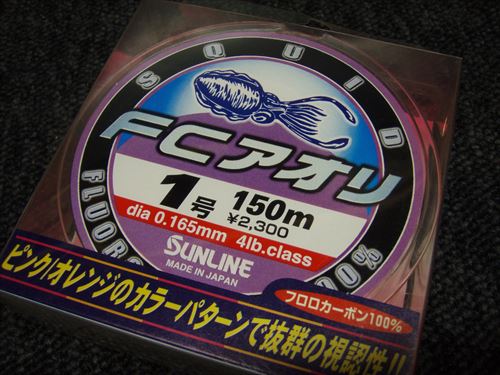 SQUID
FCアオリ
1号 150m
¥2,300
dia 0.165mm 4lb.class
SUNLINE
MADE IN JAPAN
FLUORO
100%
フロロカーボン100%
ピンク/オレンジのカラーパターンで抜群の視認性!!